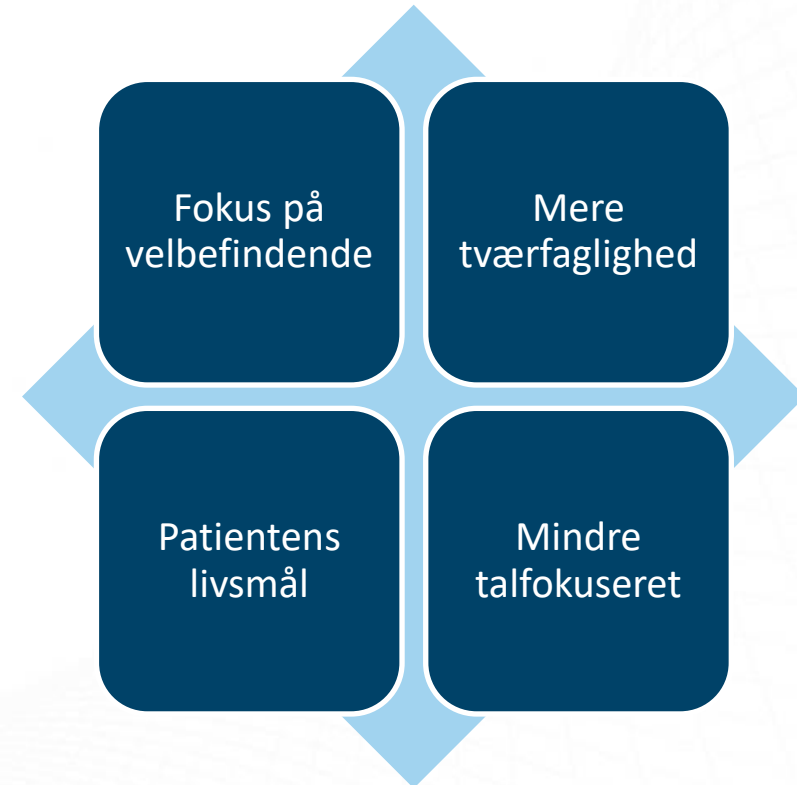 Fokus på
velbefindende
Mere
tværfaglighed
Patientens
livsmål
Mindre
talfokuseret